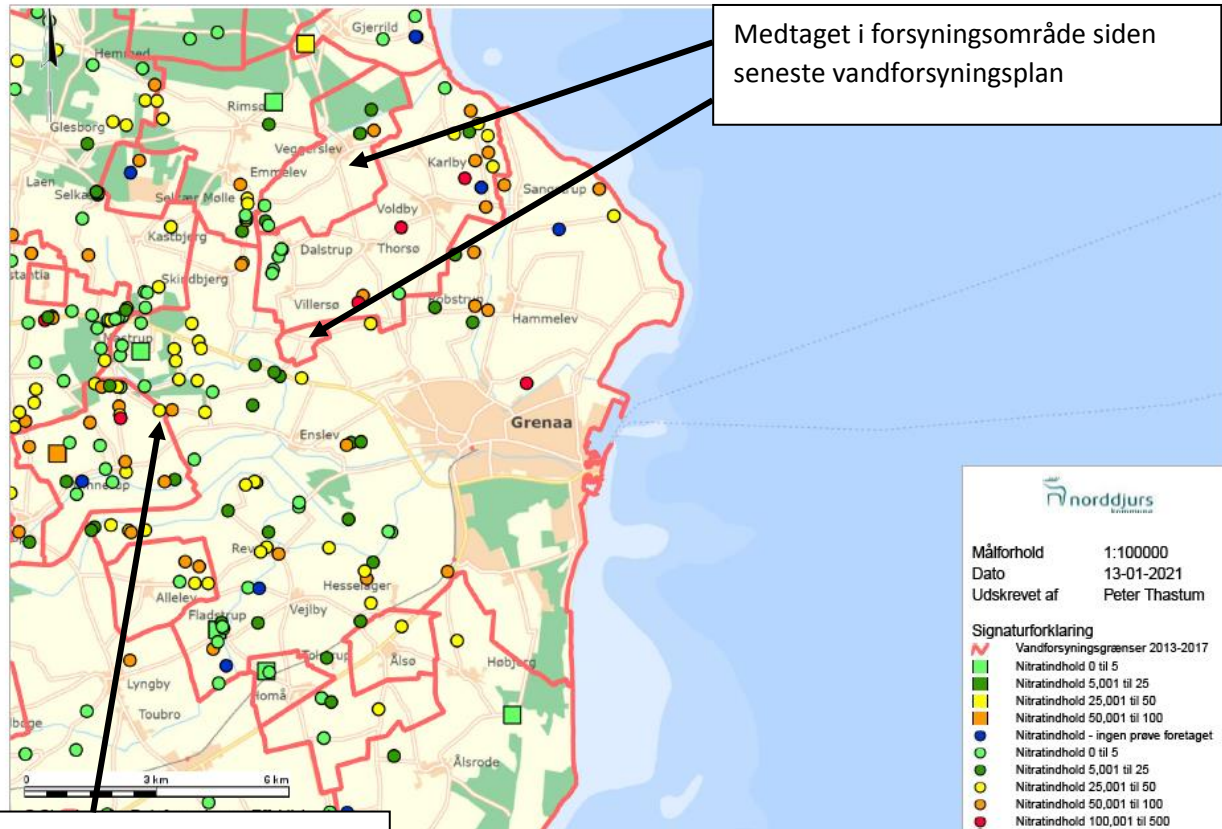 Medtaget i forsyningsområde siden
seneste vandforsyningsplan
Gjerrild
Hemmed
Rimsø
Glesborg
Veggerslev
Emmelev
Karlby
Laen
Selkær Mølle
Sangstrup
Voldby
Kastbjerg
Dalstrup
Thorsø
Skindbjerg
Villersø
Hammelev
Grenaa
Enslev
Hesselager
Allelev
Vejlby
Fladstrup
Ålsø
Høbjerg
Lyngby
Homå
Toubro
Ålsrode
0 3 km 6 km
norddjurs
kommune
Målforhold 1:100000
Dato 13-01-2021
Udskrevet af Peter Thastum
Signaturforklaring
Vandforsyningsgrænser 2013-2017
Nitratindhold 0 til 5
Nitratindhold 5,001 til 25
Nitratindhold 25,001 til 50
Nitratindhold 50,001 til 100
Nitratindhold - ingen prøve foretaget
Nitratindhold 0 til 5
Nitratindhold 5,001 til 25
Nitratindhold 25,001 til 50
Nitratindhold 50,001 til 100
Nitratindhold 100,001 til 500